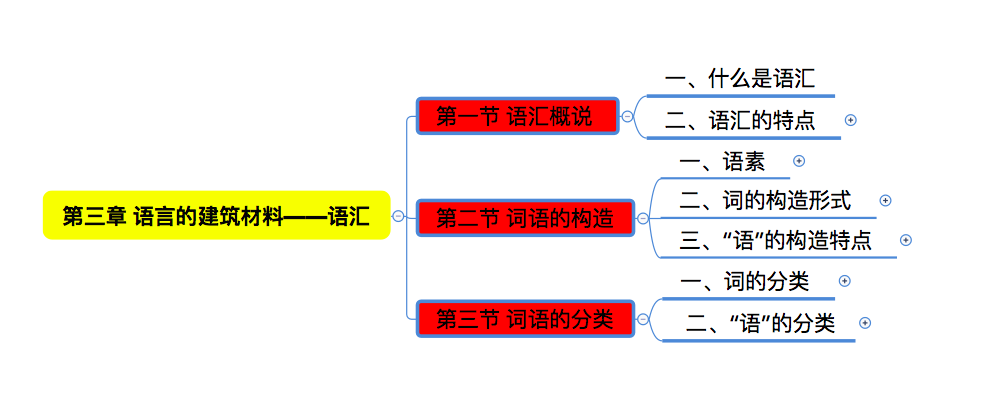 第三章 语言的建筑材料——语汇
第一节 语汇概说
一、什么是语汇
二、语汇的特点
第二节 词语的构造
一、语素
二、词的构造形式
三、“语”的构造特点
第三节 词语的分类
一、词的分类
二、“语”的分类